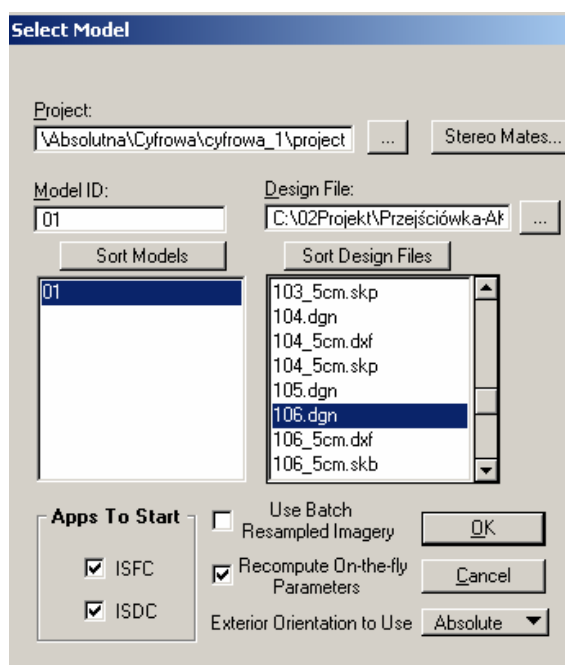 Select Model
Project:
\Absolutna\Cyfrowa\cyfrowa_1\project
...
Stereo Mates...
Model ID:
Design File:
01
C:\02Projekt\Przejściówka-Ak
...
Sort Models
Sort Design Files
01
103_5cm.skp
104.dgn
104_5cm.dxf
104_5cm.skp
105.dgn
106.dgn
106_5cm.dxf
106_5cm.skb
Apps To Start
ISFC
ISDC
Use Batch
Resampled Imagery
Recompute On-the-fly
Parameters
Exterior Orientation to Use
Absolute
OK
Cancel